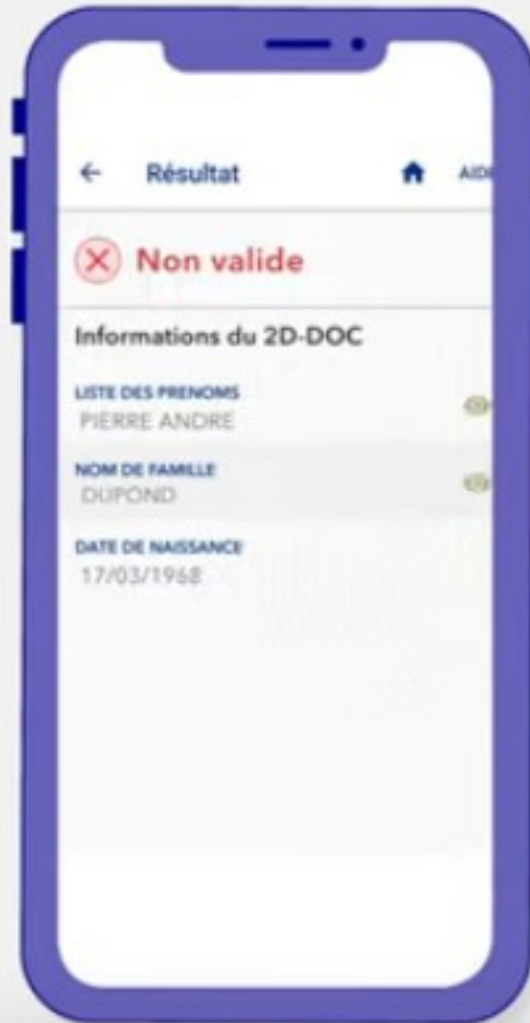 Résultat
Non valide
Informations du 2D-DOC
LISTE DES PRENOMS
PIERRE ANDRE
NOM DE FAMILLE
DUPOND
DATE DE NAISSANCE
17/03/1968